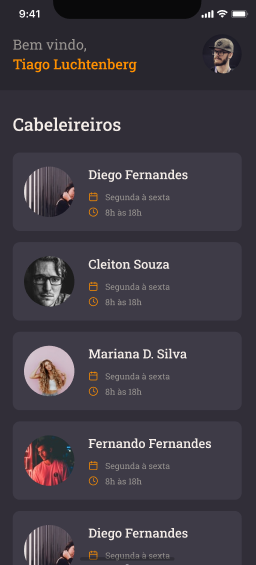 9:41
Bem vindo,
Tiago Luchtenberg
Cabeleireiros
Diego Fernandes
Segunda à sexta
8h às 18h
Cleiton Souza
Segunda à sexta
8h às 18h
Mariana D. Silva
Segunda à sexta
8h às 18h
Fernando Fernandes
Segunda à sexta
8h às 18h
Diego Fernandes
Segunda à sexta